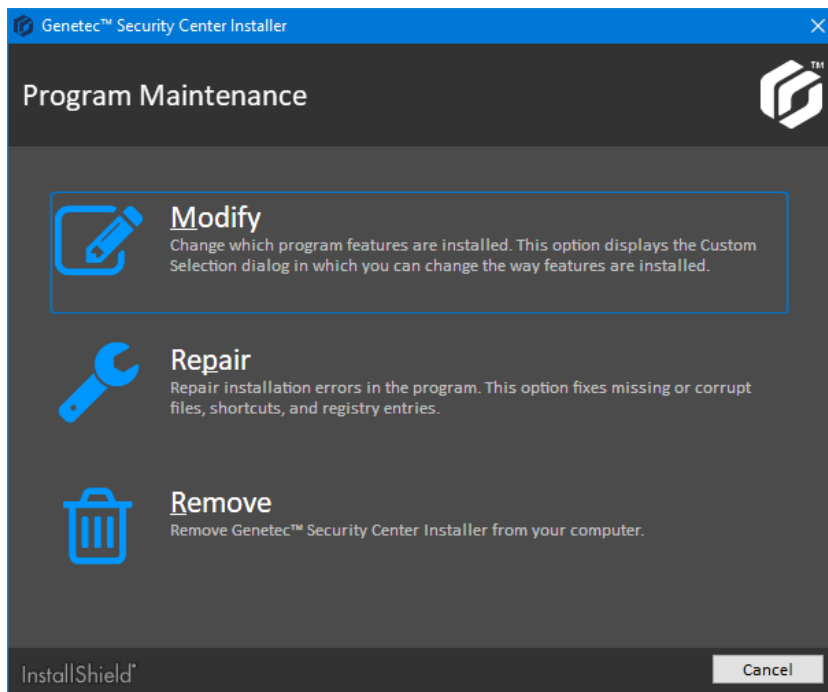 Genetec™ Security Center Installer
Program Maintenance
TM
Modify
Change which program features are installed. This option displays the Custom
Selection dialog in which you can change the way features are installed.
Repair
Repair installation errors in the program. This option fixes missing or corrupt
files, shortcuts, and registry entries.
Remove
Remove Genetec™ Security Center Installer from your computer.
InstallShield
Cancel